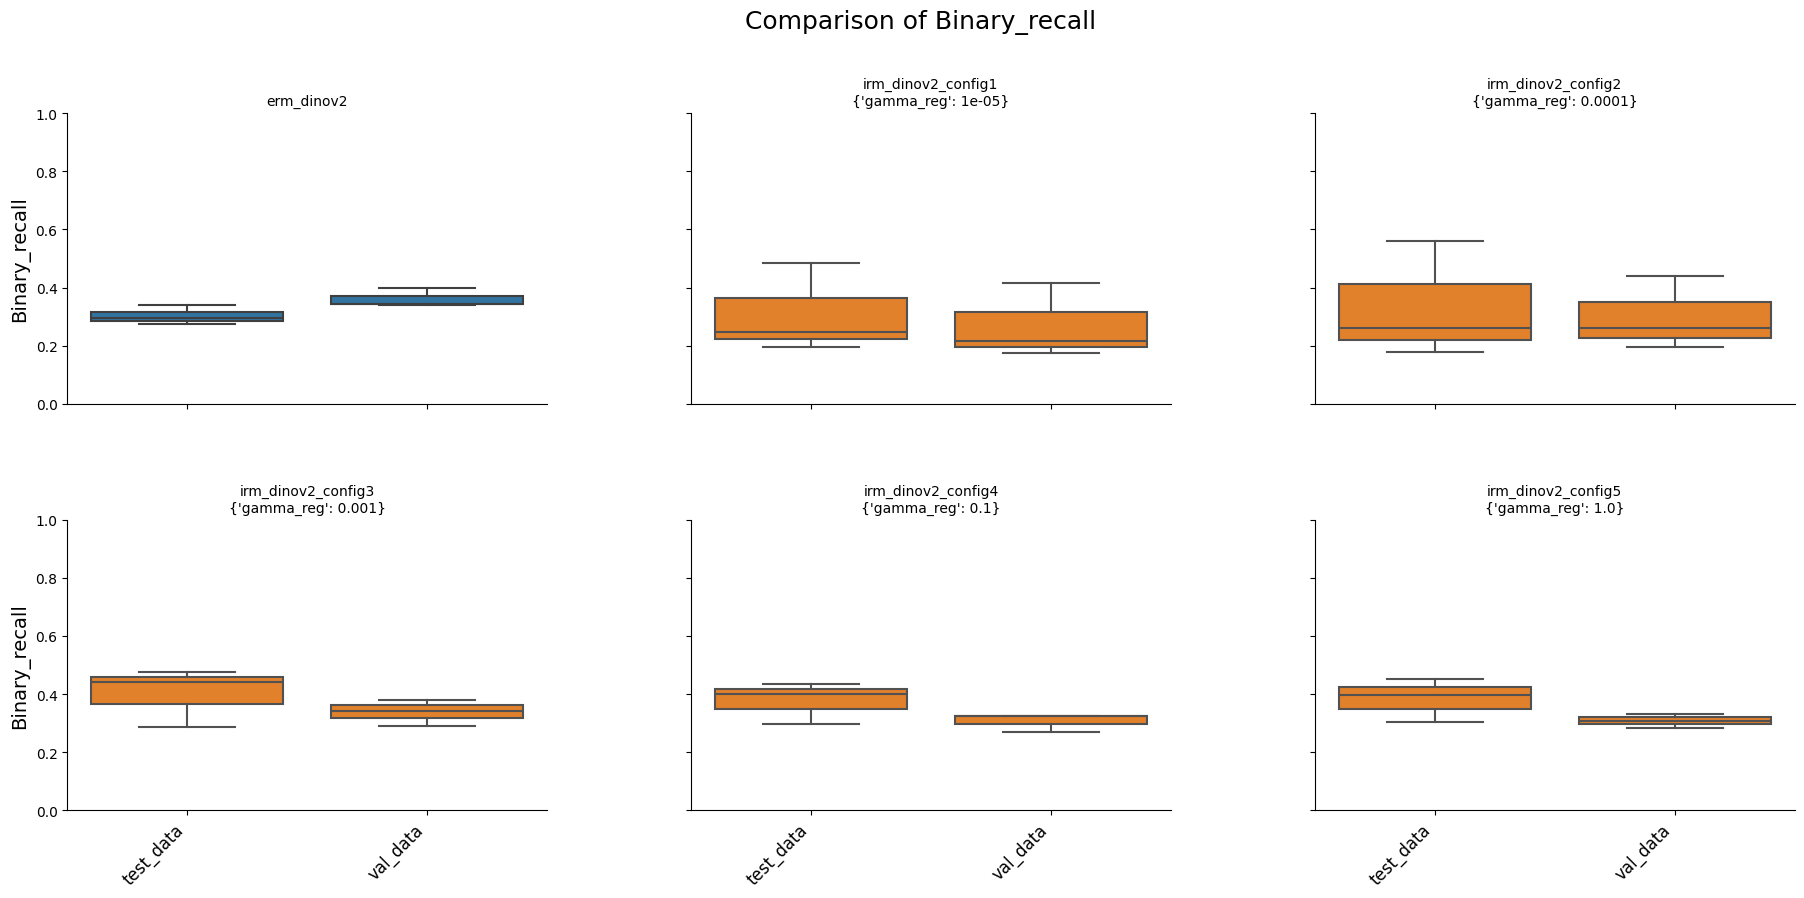 Comparison of Binary_recall
erm_dinov2
irm_dinov2_config1
{'gamma_reg': 1e-05}
irm_dinov2_config2
{'gamma_reg': 0.0001}
Binary_recall
1.0
0.8
0.6
0.4
0.2
0.0
irm_dinov2_config3
{'gamma_reg': 0.001}
irm_dinov2_config4
{'gamma_reg': 0.1}
irm_dinov2_config5
{'gamma_reg': 1.0}
Binary_recall
1.0
0.8
0.6
0.4
0.2
0.0
test_data
val_data
test_data
val_data
test_data
val_data